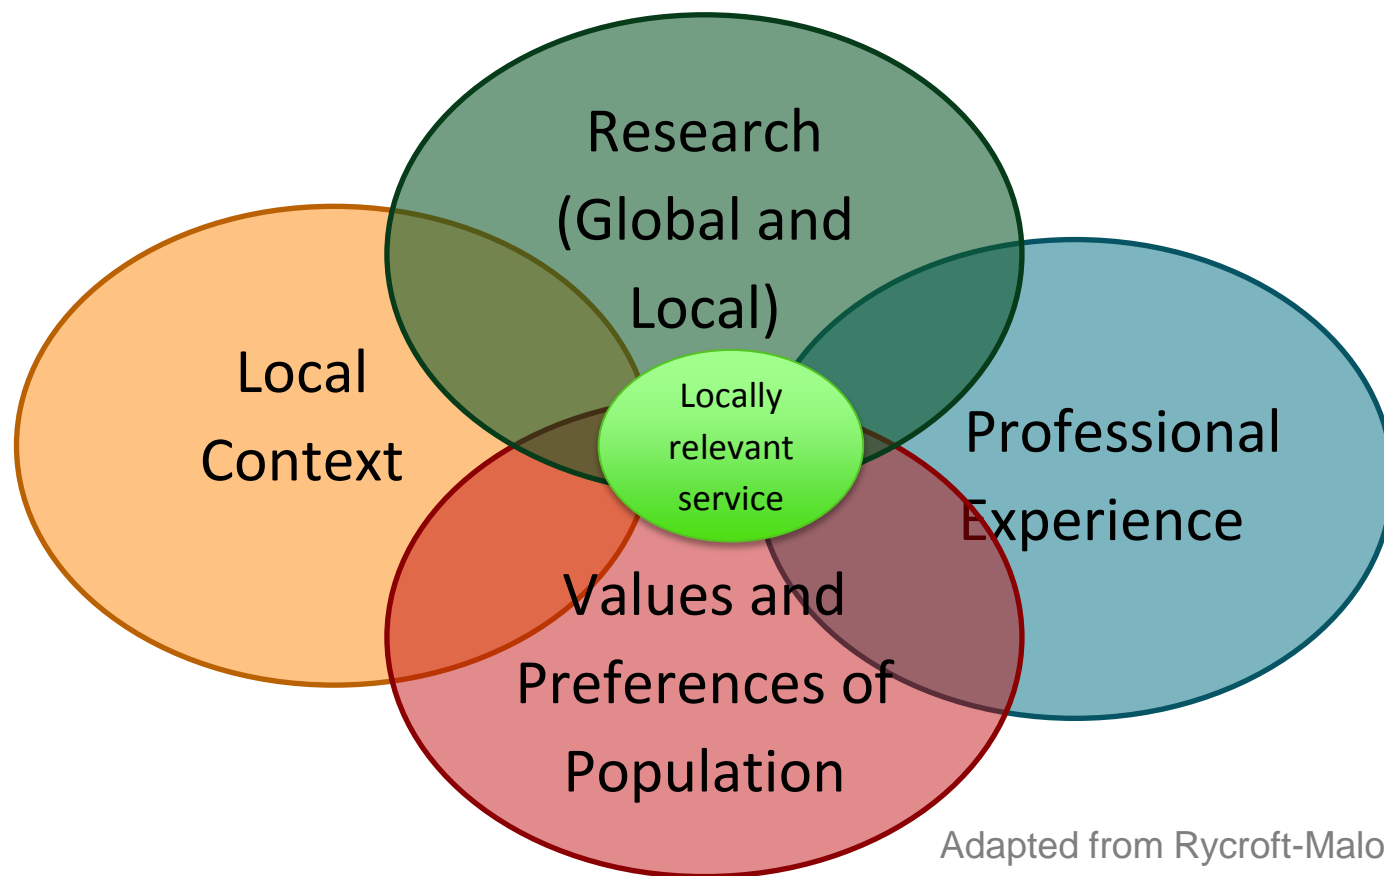 Research
(Global and
Local)
Local
Context
Locally
relevant
service
Professional
Experience
Values and
Preferences of
Population
Adapted from Rycroft-Malo